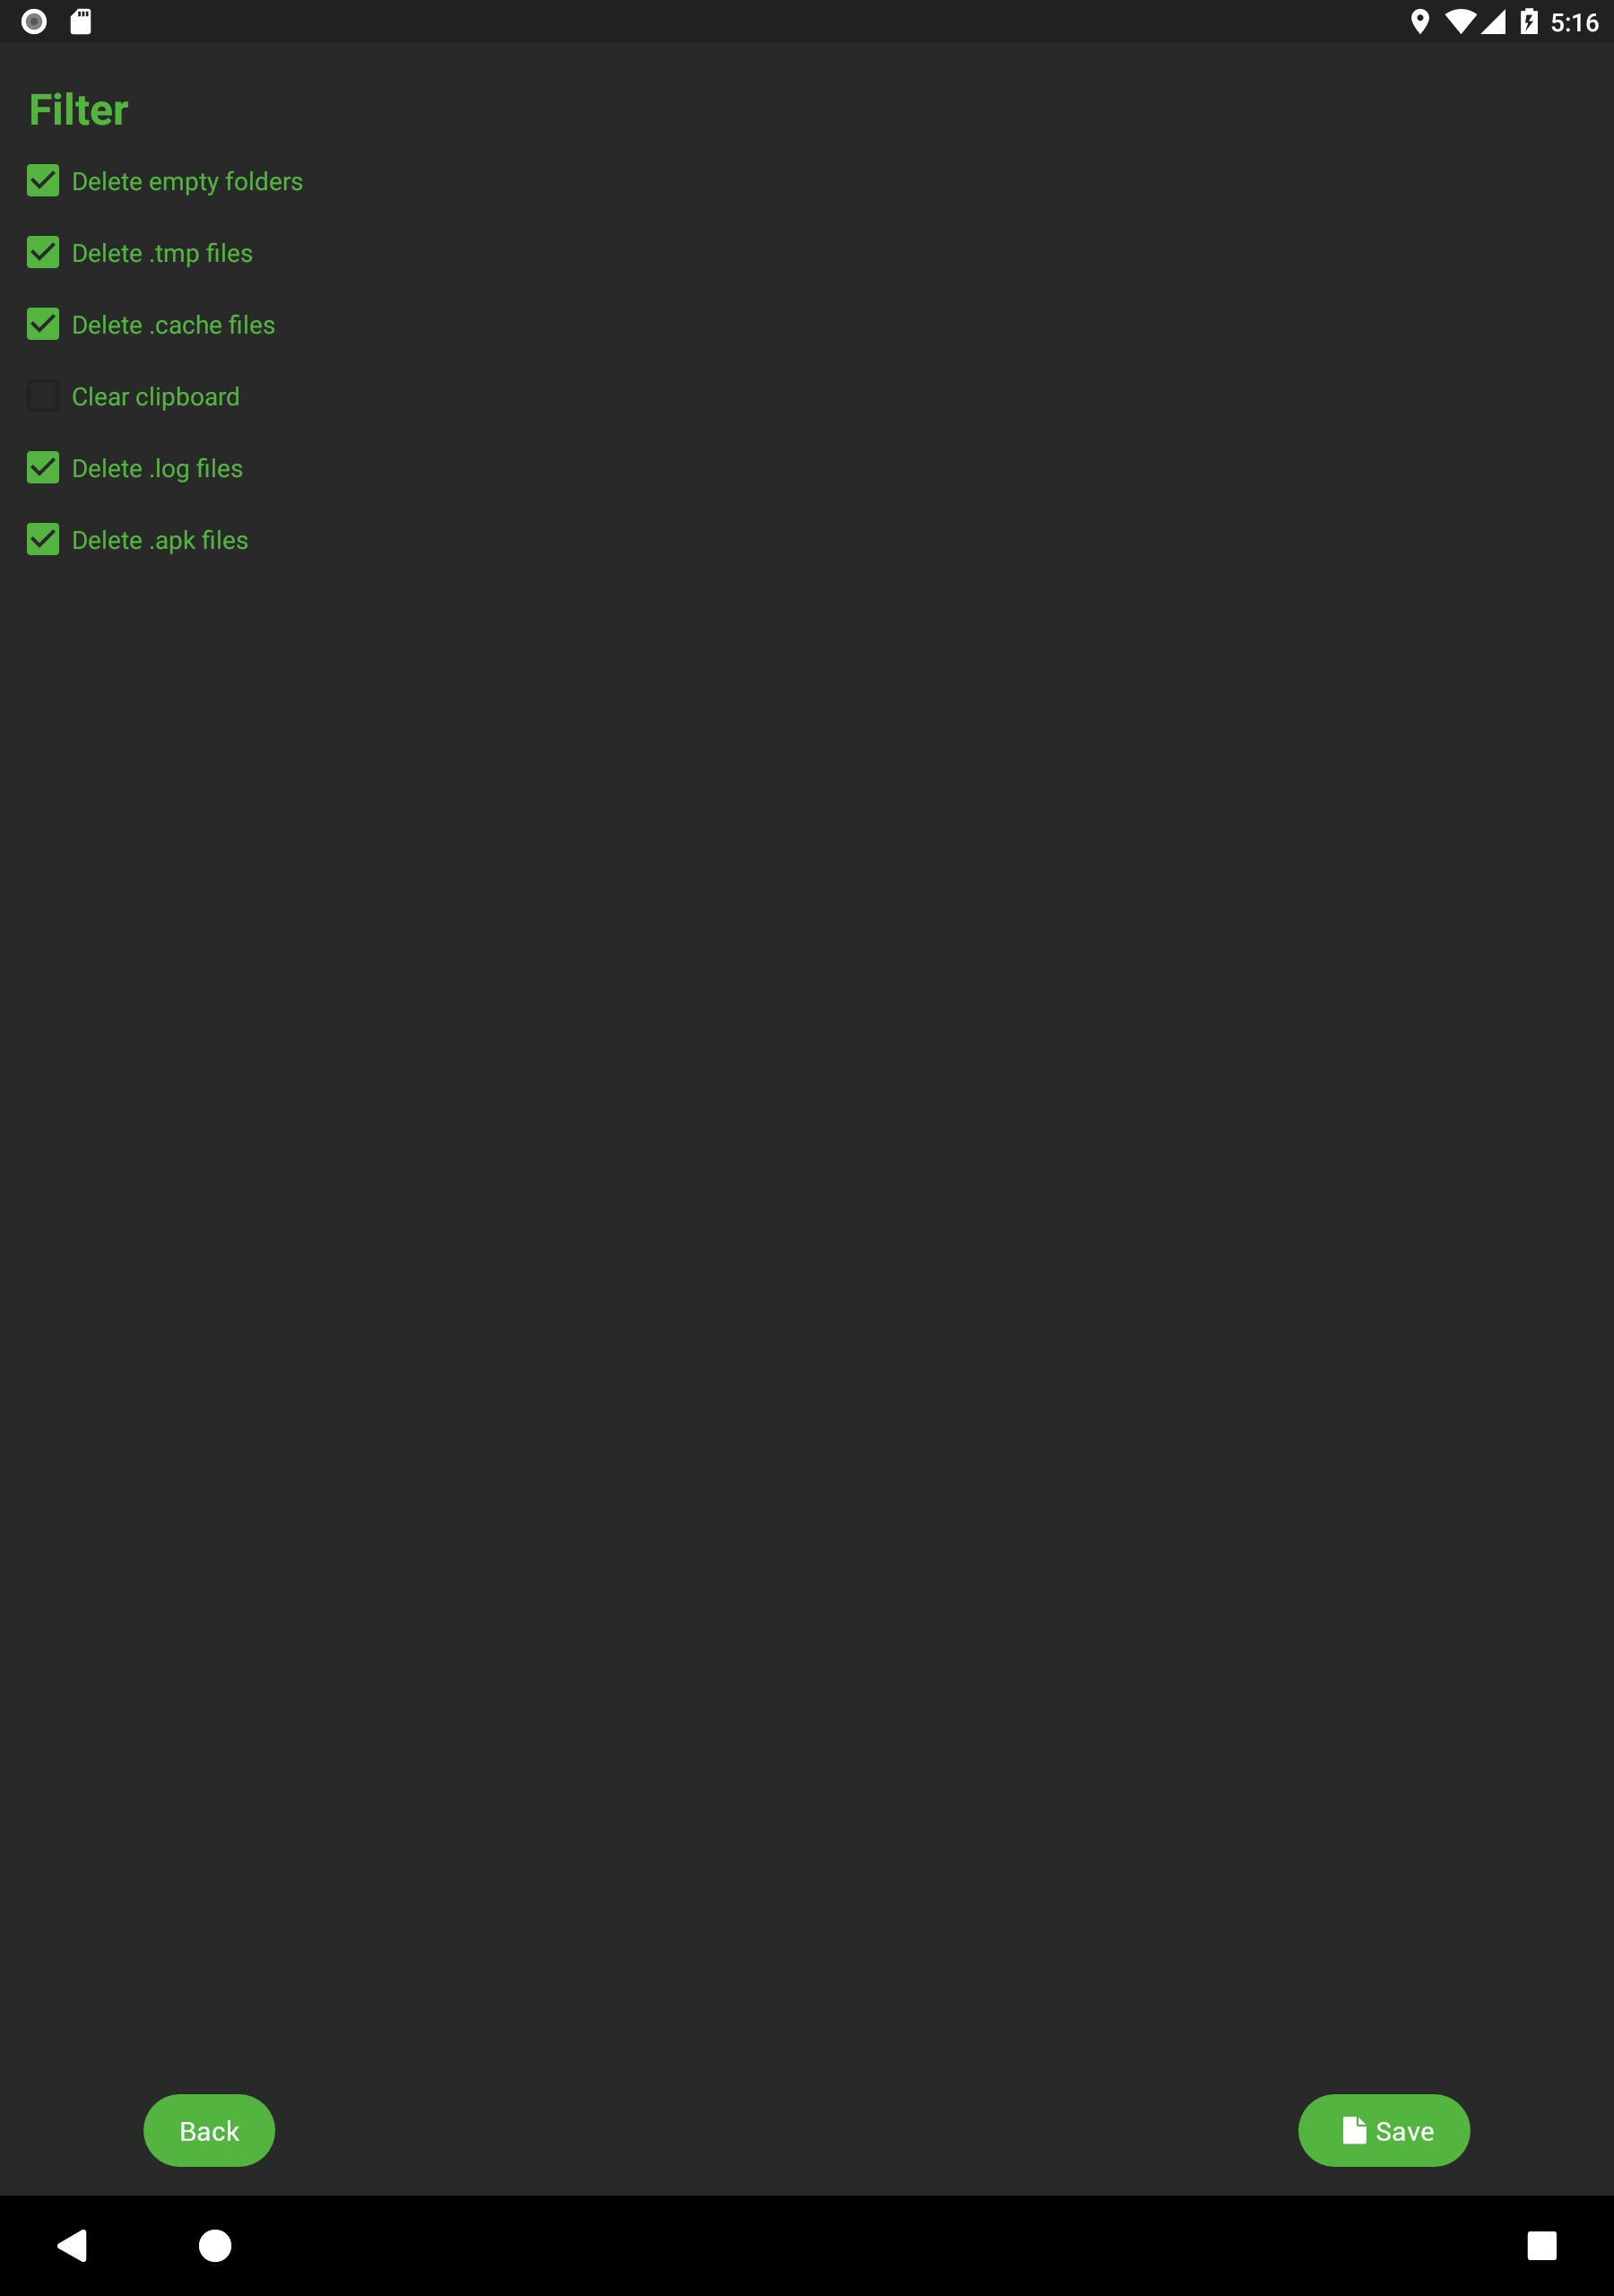 5:16
Filter
Delete empty folders
Delete .tmp files
Delete .cache files
Clear clipboard
Delete .log files
Delete .apk files
Back
Save